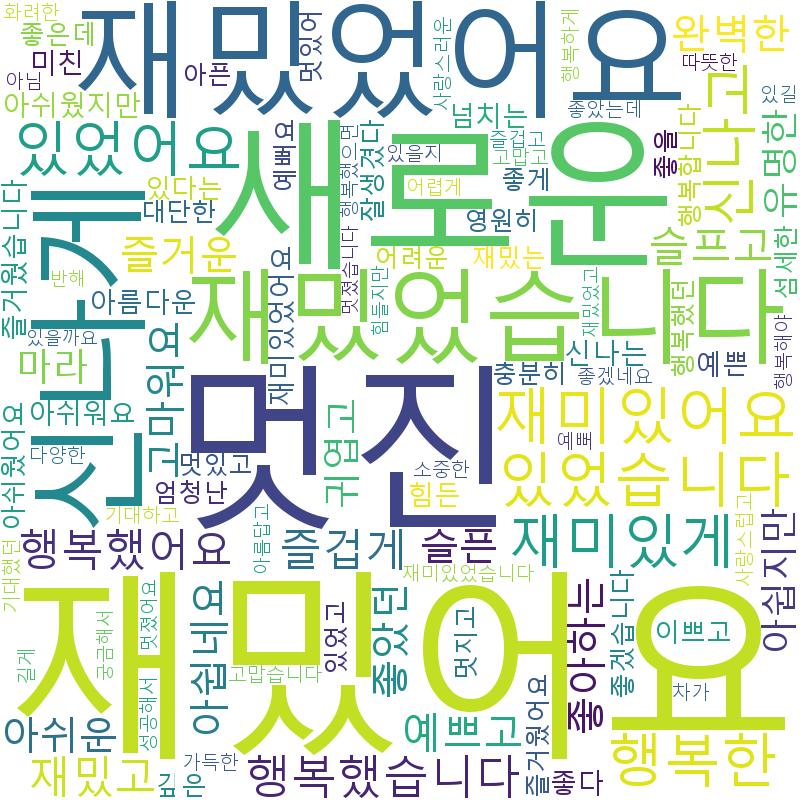 화려한
좋은데
미친
아님
아쉬웠지만
재밌었어요
아픈
멋있어
사랑스러운
행복하게
완벽한
따뜻한
있길
좋았는데
넘치는
있었어요
있다는
대단한
예뻐요
행복했으면
잘생겼다
있을지
즐겁고
고맙고
좋게
어렵게
영원히
새로운
좋을
행복합니다
신나고
유명한
즐거웠습니다
신나게
즐거운
반해
아름다운
있을까요
재미있었어요
멋졌습니다
힘들지만
어려운
재밌는
재밌었고
슬프고
섬세한
재밌었습니다
마라
고마워요
신나는
행복했던
예쁜
행복해야
충분히
좋겠네요
아쉬웠어요
아쉬워요
다양한
멋있고
엄청난
귀엽고
멋진
소중한
힘든
재미있어요
예뻐
있었습니다
기대하고
기대했던
행복했어요
아름답고
즐겁게
슬픈
재미있게
사랑스럽고
아쉽지만
재미있었습니다
재밌어요
길게
궁금해서
멋졌어요
성공해서
아쉽네요
있었고
고맙습니다
좋았던
멋지고
좋아하는
좋겠습니다
이쁘고
차가
아쉬운
재밌고
깊은
가득한
행복했습니다
예쁘고
즐거웠어요
좋다
행복한